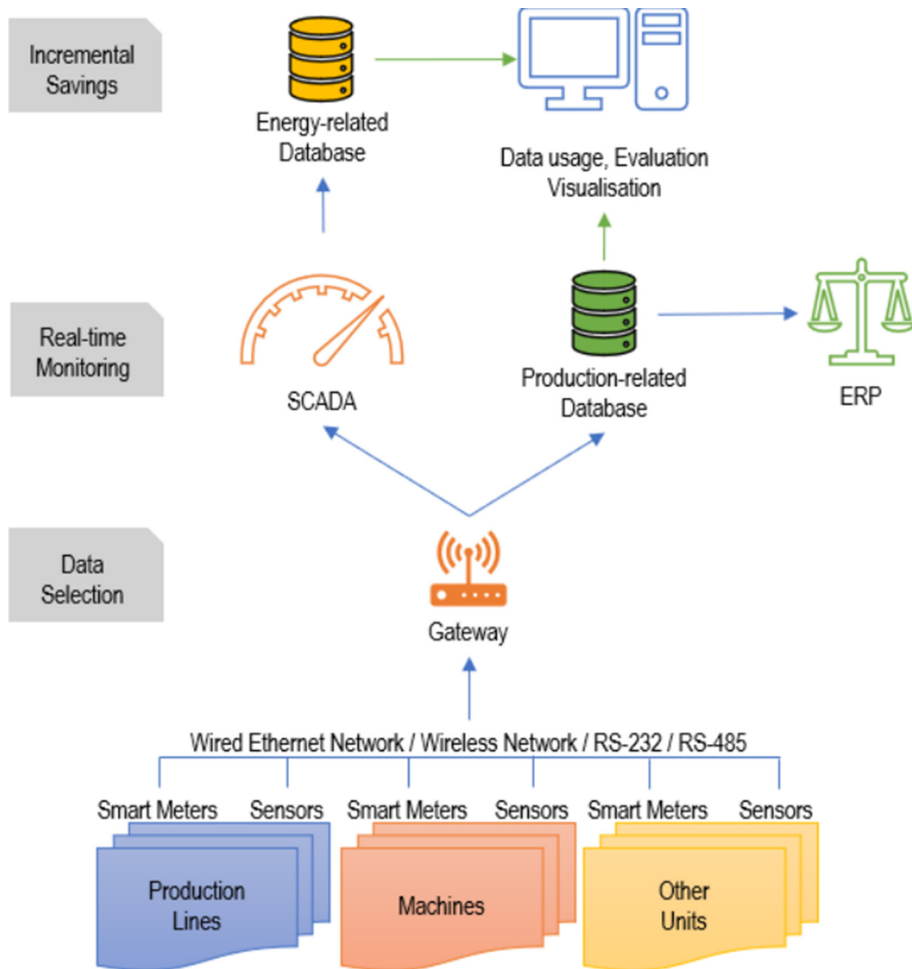 Incremental
Savings
Energy-related
Database
Data usage, Evaluation
Visualisation
Real-time
Monitoring
SCADA
Production-related
Database
ERP
Data
Selection
Gateway
Wired Ethernet Network / Wireless Network / RS-232 / RS-485
Smart Meters Sensors Smart Meters Sensors Smart Meters Sensors
Production
Lines
Machines
Other
Units